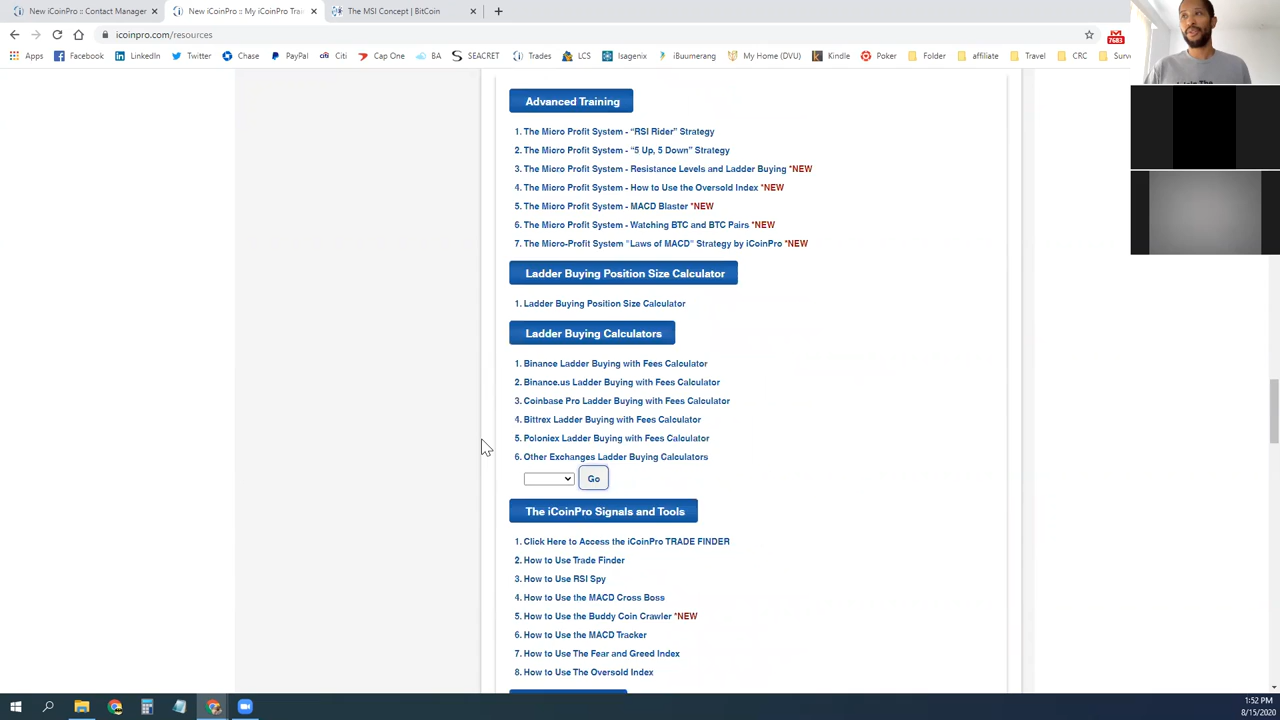 New iCoinPro :: Contact Manager
New iCoinPro :: My iCoinPro Trai
The MSI Concept | BitCoin
icoinpro.com/resources
7683
Apps
Facebook
LinkedIn
Twitter
Chase
PayPal
Citi
Cap One
BA
SEACRET
Trades
LCS
Isagenix
iBuumerang
My Home (DVU)
Kindle
Poker
Folder
affiliate
Travel
CRC
Surv
Advanced Training
1. The Micro Profit System - “RSI Rider” Strategy
2. The Micro Profit System - “5 Up, 5 Down” Strategy
3. The Micro Profit System - Resistance Levels and Ladder Buying *NEW
4. The Micro Profit System - How to Use the Oversold Index *NEW
5. The Micro Profit System - MACD Blaster *NEW
6. The Micro Profit System - Watching BTC and BTC Pairs *NEW
7. The Micro-Profit System "Laws of MACD" Strategy by iCoinPro *NEW
Ladder Buying Position Size Calculator
1. Ladder Buying Position Size Calculator
Ladder Buying Calculators
1. Binance Ladder Buying with Fees Calculator
2. Binance.us Ladder Buying with Fees Calculator
3. Coinbase Pro Ladder Buying with Fees Calculator
4. Bittrex Ladder Buying with Fees Calculator
5. Poloniex Ladder Buying with Fees Calculator
6. Other Exchanges Ladder Buying Calculators
Go
The iCoinPro Signals and Tools
1. Click Here to Access the iCoinPro TRADE FINDER
2. How to Use Trade Finder
3. How to Use RSI Spy
4. How to Use the MACD Cross Boss
5. How to Use the Buddy Coin Crawler *NEW
6. How to Use the MACD Tracker
7. How to Use The Fear and Greed Index
8. How to Use The Oversold Index
1:52 PM
8/15/2020